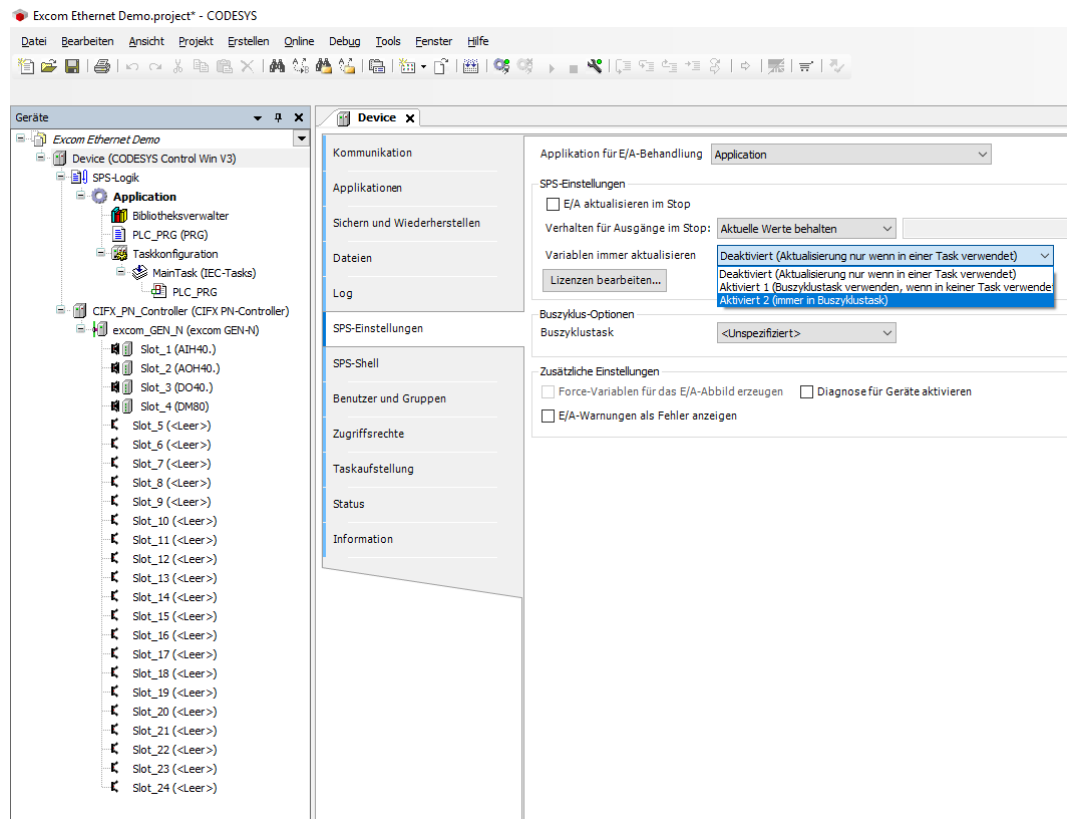 Excom Ethernet Demo.project* - CODESYS
Datei Bearbeiten Ansicht Projekt Erstellen Online Debug Tools Fenster Hilfe
Geräte
Excom Ethernet Demo
Device (CODESYS Control Win V3)
SPS-Logik
Application
Bibliotheksverwalter
PLC_PRG (PRG)
Taskkonfiguration
MainTask (IEC-Tasks)
PLC_PRG
CIFX_PN_Controller (CIFX PN-Controller)
excom_GEN_N (excom GEN-N)
Slot_1 (AIH40.)
Slot_2 (AOH40.)
Slot_3 (DO40.)
Slot_4 (DM80)
Slot_5 (<Leer>)
Slot_6 (<Leer>)
Slot_7 (<Leer>)
Slot_8 (<Leer>)
Slot_9 (<Leer>)
Slot_10 (<Leer>)
Slot_11 (<Leer>)
Slot_12 (<Leer>)
Slot_13 (<Leer>)
Slot_14 (<Leer>)
Slot_15 (<Leer>)
Slot_16 (<Leer>)
Slot_17 (<Leer>)
Slot_18 (<Leer>)
Slot_19 (<Leer>)
Slot_20 (<Leer>)
Slot_21 (<Leer>)
Slot_22 (<Leer>)
Slot_23 (<Leer>)
Slot_24 (<Leer>)
Device
Kommunikation
Applikationen
Sichern und Wiederherstellen
Dateien
Log
SPS-Einstellungen
SPS-Shell
Benutzer und Gruppen
Zugriffsrechte
Taskaufstellung
Status
Information
Applikation für E/A-Behandlung Application
SPS-Einstellungen
E/A aktualisieren im Stop
Verhalten für Ausgänge im Stop: Aktuelle Werte behalten
Variablen immer aktualisieren Deaktiviert (Aktualisierung nur wenn in einer Task verwendet)
Deaktiviert (Aktualisierung nur wenn in einer Task verwendet)
Aktiviert 1 (Buszyklustask verwenden, wenn in keiner Task verwende
Aktiviert 2 (immer in Buszyklustask)
Lizenzen bearbeiten...
Buszyklus-Optionen
Buszyklustask <Unspezifiziert>
Zusätzliche Einstellungen
Force-Variablen für das E/A-Abbild erzeugen Diagnose für Geräte aktivieren
E/A-Warnungen als Fehler anzeigen